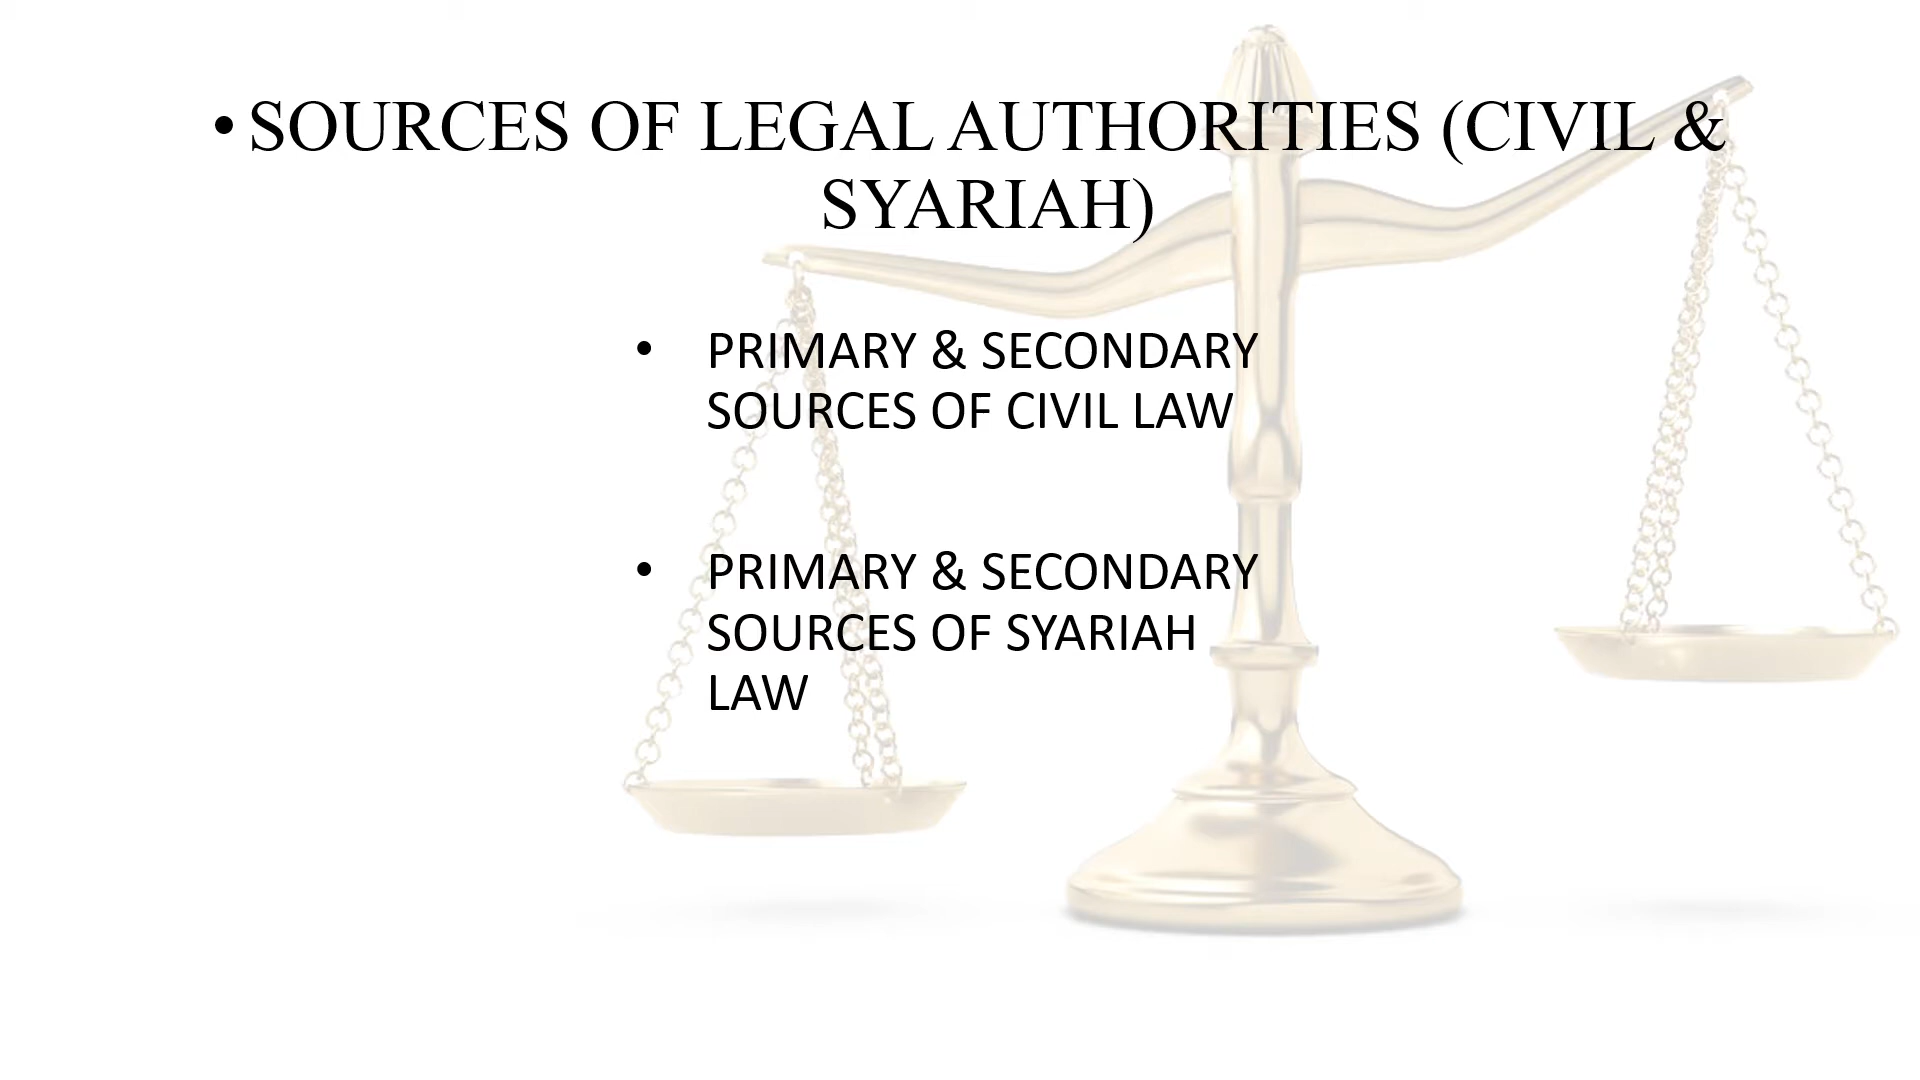 • SOURCES OF LEGAL AUTHORITIES (CIVIL &
SYARIAH)
• PRIMARY & SECONDARY
SOURCES OF CIVIL LAW
• PRIMARY & SECONDARY
SOURCES OF SYARIAH
LAW